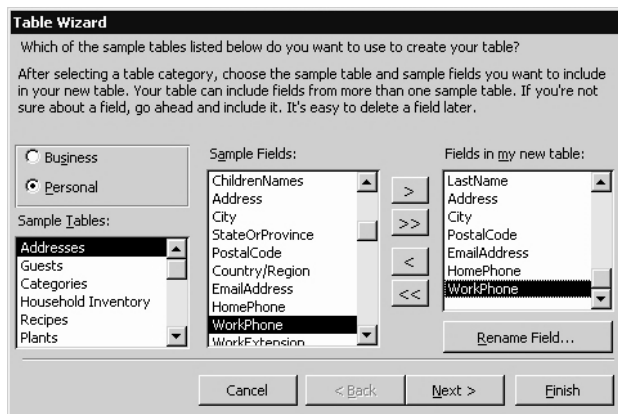 Table Wizard
Which of the sample tables listed below do you want to use to create your table?
After selecting a table category, choose the sample table and sample fields you want to include
in your new table. Your table can include fields from more than one sample table. If you're not
sure about a field, go ahead and include it. It's easy to delete a field later.
Business
Personal
Sample Tables:
Addresses
Guests
Categories
Household Inventory
Recipes
Plants
Sample Fields:
ChildrenNames
Address
City
StateOrProvince
PostalCode
Country/Region
EmailAddress
HomePhone
WorkPhone
WorkExtension
>
>>
<
<<
Fields in my new table:
LastName
Address
City
PostalCode
EmailAddress
HomePhone
WorkPhone
Rename Field...
Cancel
< Back
Next >
Finish